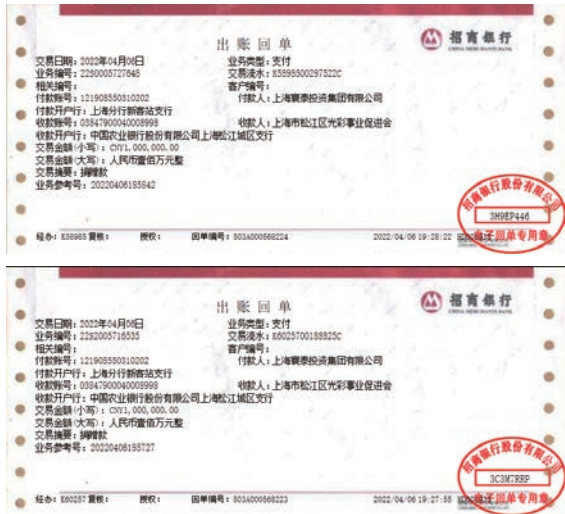 招商银行
CHINA MERCHANTS BANK
出账回单
交易日期：2022年04月06日 业务类型：支付
业务编号：2280005727645 交易流水：K5898500297522C
相关编号： 客户编号：
付款账号：121908550310202 付款人：上海寰泰投资集团有限公司
付款开户行：上海分行新客站支行
收款账号：03847900040008998 收款人：上海市松江区光彩事业促进会
收款开户行：中国农业银行股份有限公司上海松江城区支行
交易金额(小写)：CNY1,000,000.00
交易金额(大写)：人民币壹佰万元整
交易摘要：捐赠款
业务参考号：20220406185842
招商银行股份有限公司
3H9EP446
电子回单专用章
经办：K58985 复核： 授权： 回单编号：503A000568224 2022/04/06 19:28:22
招商银行
CHINA MERCHANTS BANK
出账回单
交易日期：2022年04月06日 业务类型：支付
业务编号：2282005716535 交易流水：K6025700188825C
相关编号： 客户编号：
付款账号：121908550310202 付款人：上海寰泰投资集团有限公司
付款开户行：上海分行新客站支行
收款账号：03847900040008998 收款人：上海市松江区光彩事业促进会
收款开户行：中国农业银行股份有限公司上海松江城区支行
交易金额(小写)：CNY1,000,000.00
交易金额(大写)：人民币壹佰万元整
交易摘要：捐赠款
业务参考号：20220406185727
招商银行股份有限公司
3C3M7RRP
电子回单专用章
经办：K60257 复核： 授权： 回单编号：503A000568223 2022/04/06 19:27:55